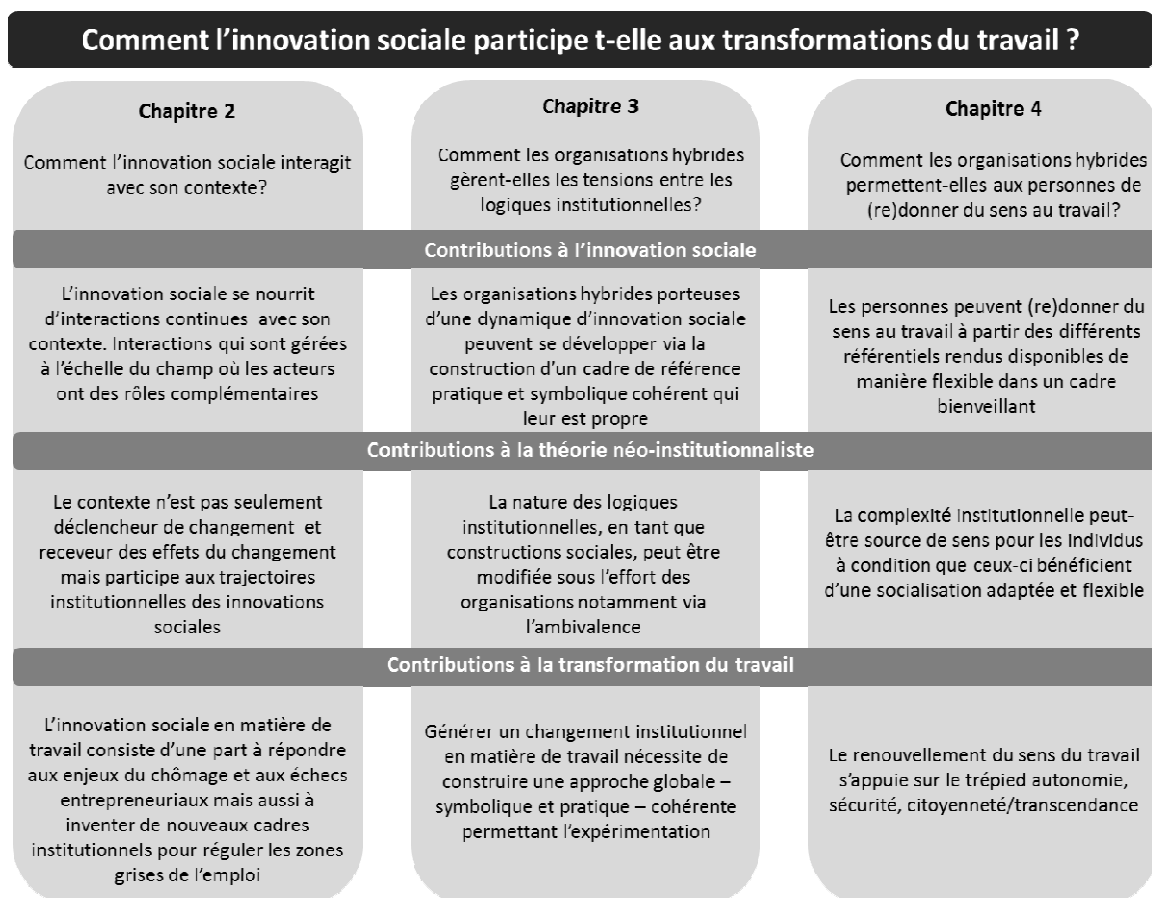 Comment l'innovation sociale participe t-elle aux transformations du travail ?
Chapitre 2
Comment l'innovation sociale interagit
avec son contexte?
Chapitre 3
Comment les organisations hybrides
gèrent-elles les tensions entre les
logiques institutionnelles?
Chapitre 4
Comment les organisations hybrides
permettent-elles aux personnes de
(re)donner du sens au travail?
Contributions à l'innovation sociale
L'innovation sociale se nourrit
d'interactions continues avec son
contexte. Interactions qui sont gérées
à l'échelle du champ où les acteurs
ont des rôles complémentaires
Les organisations hybrides porteuses
d'une dynamique d'innovation sociale
peuvent se développer via la
construction d'un cadre de référence
pratique et symbolique cohérent qui
leur est propre
Les personnes peuvent (re)donner du
sens au travail à partir des différents
référentiels rendus disponibles de
manière flexible dans un cadre
bienveillant
Contributions à la théorie néo-institutionnaliste
Le contexte n'est pas seulement
déclencher de changement et
receveur des effets du changement
mais participe aux trajectoires
institutionnelles des innovations
sociales
La nature des logiques
institutionnelles, en tant que
constructions sociales, peut être
modifiée sous l'effort des
organisations notamment via
l'ambivalence
La complexité institutionnelle peut-
être source de sens pour les individus
à condition que ceux-ci bénéficient
d'une socialisation adaptée et flexible
Contributions à la transformation du travail
L'innovation sociale en matière de
travail consiste d'une part à répondre
aux enjeux du chômage et aux échecs
entrepreneuriaux mais aussi à
inventer de nouveaux cadres
institutionnels pour réguler les zones
grises de l'emploi
Générer un changement institutionnel
en matière de travail nécessite de
construire une approche globale –
symbolique et pratique – cohérente
permettant l'expérimentation
Le renouvellement du sens du travail
s'appuie sur le trépied autonomie,
sécurité, citoyenneté/transcendance